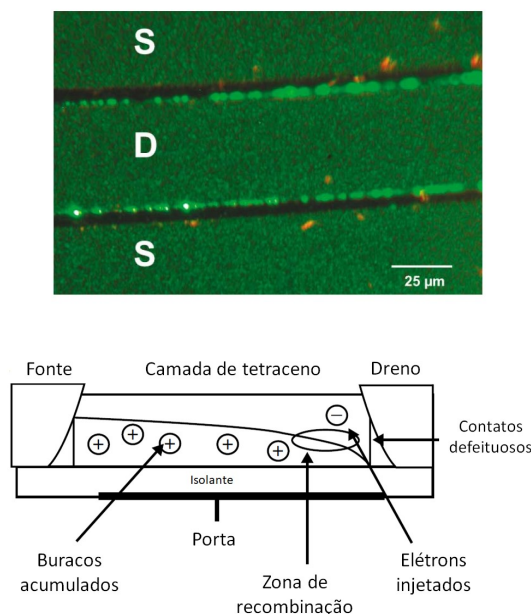 S
D
S
25 µm
Fonte
Camada de tetraceno
Dreno
Contatos
defeituosos
Isolante
Porta
Buracos
acumulados
Zona de
recombinação
Elétrons
injetados